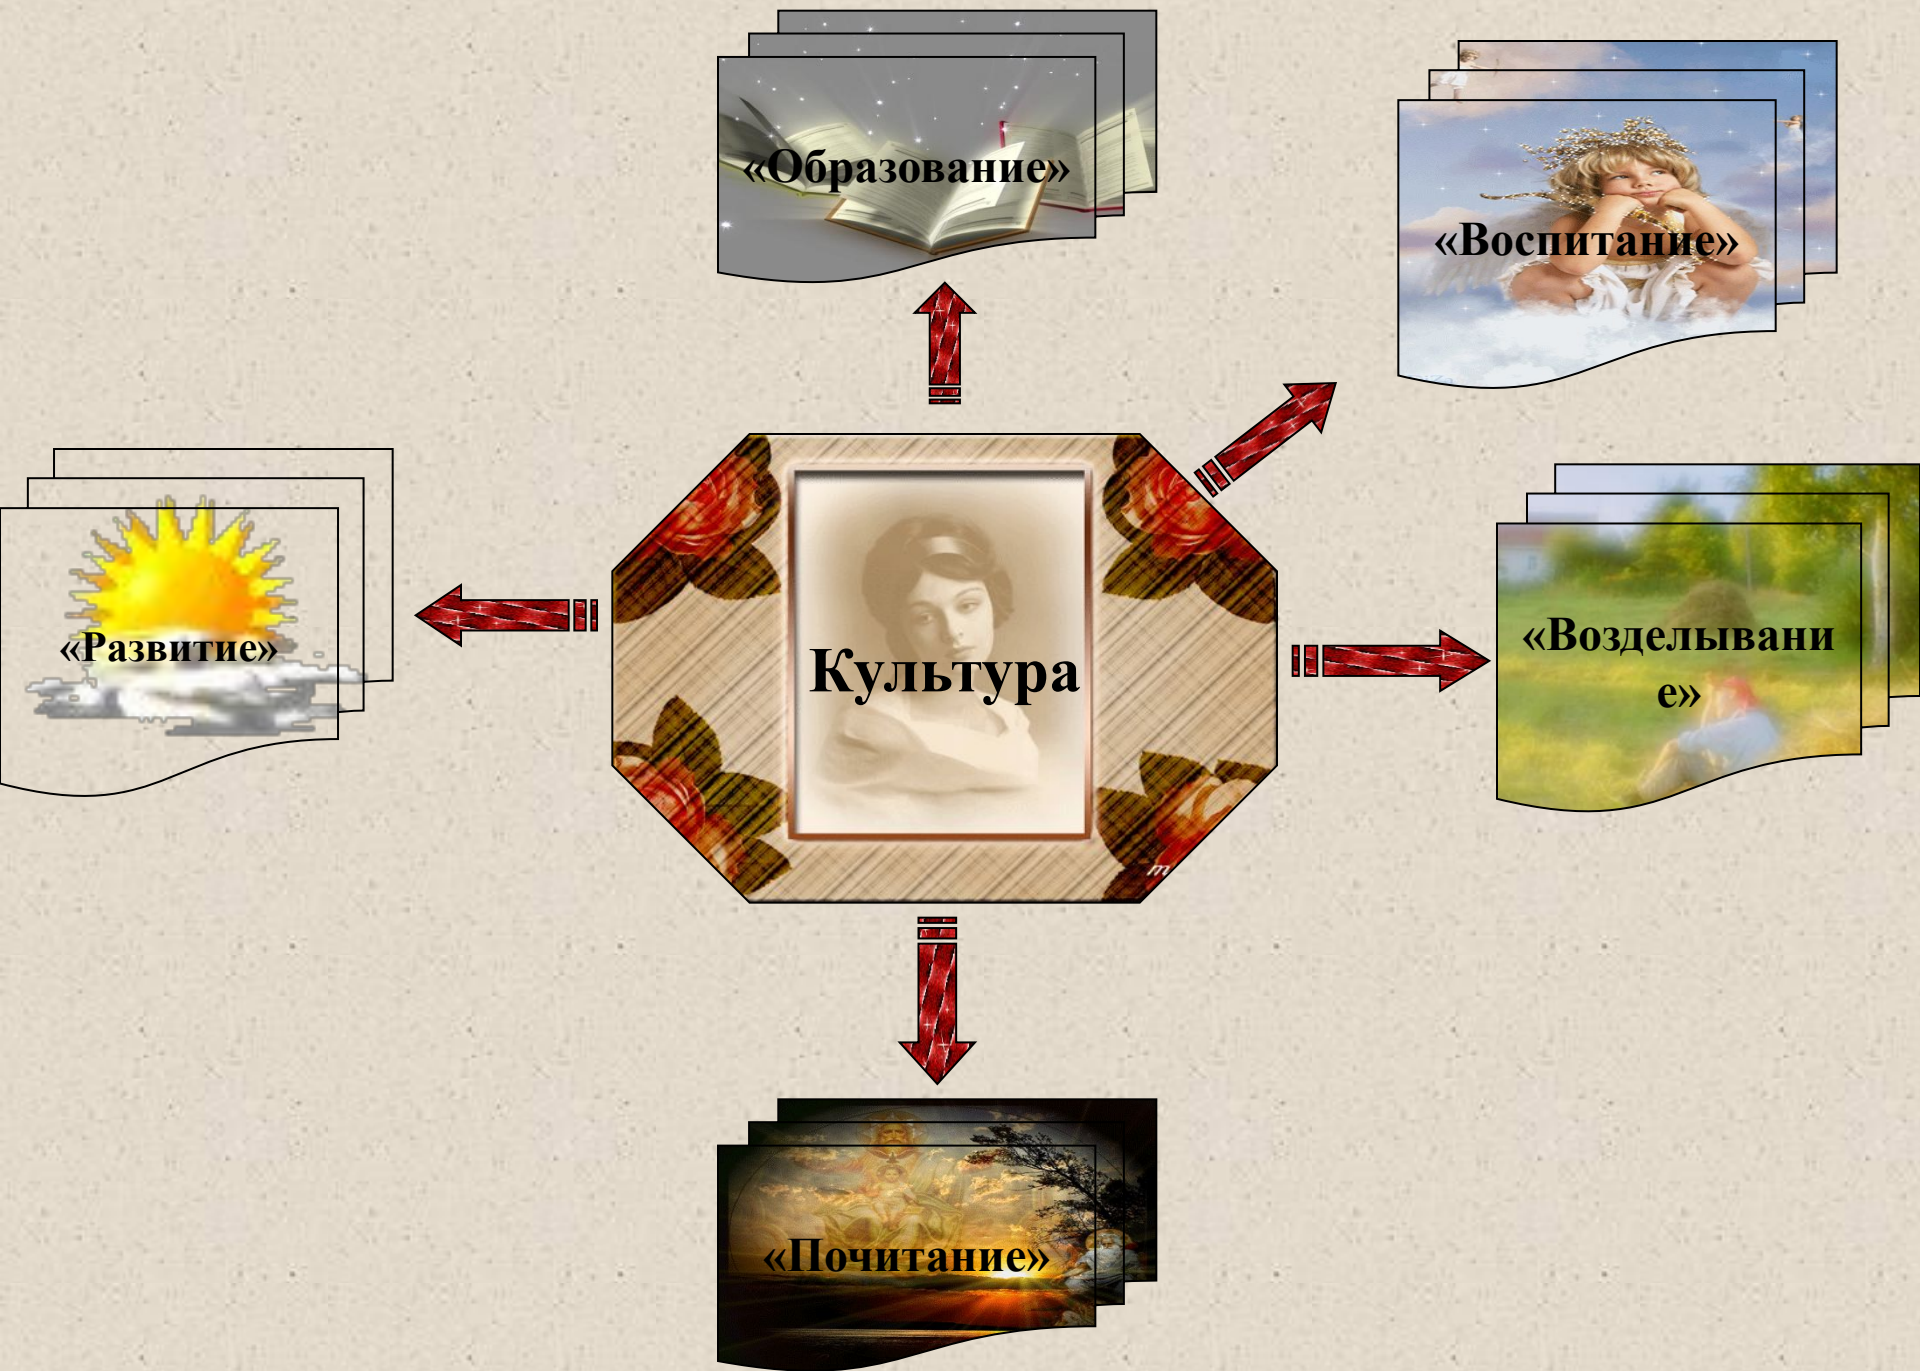 «Образование»
«Воспитание»
«Развитие»
Культура
«Возделывани
е»
«Почитание»
m